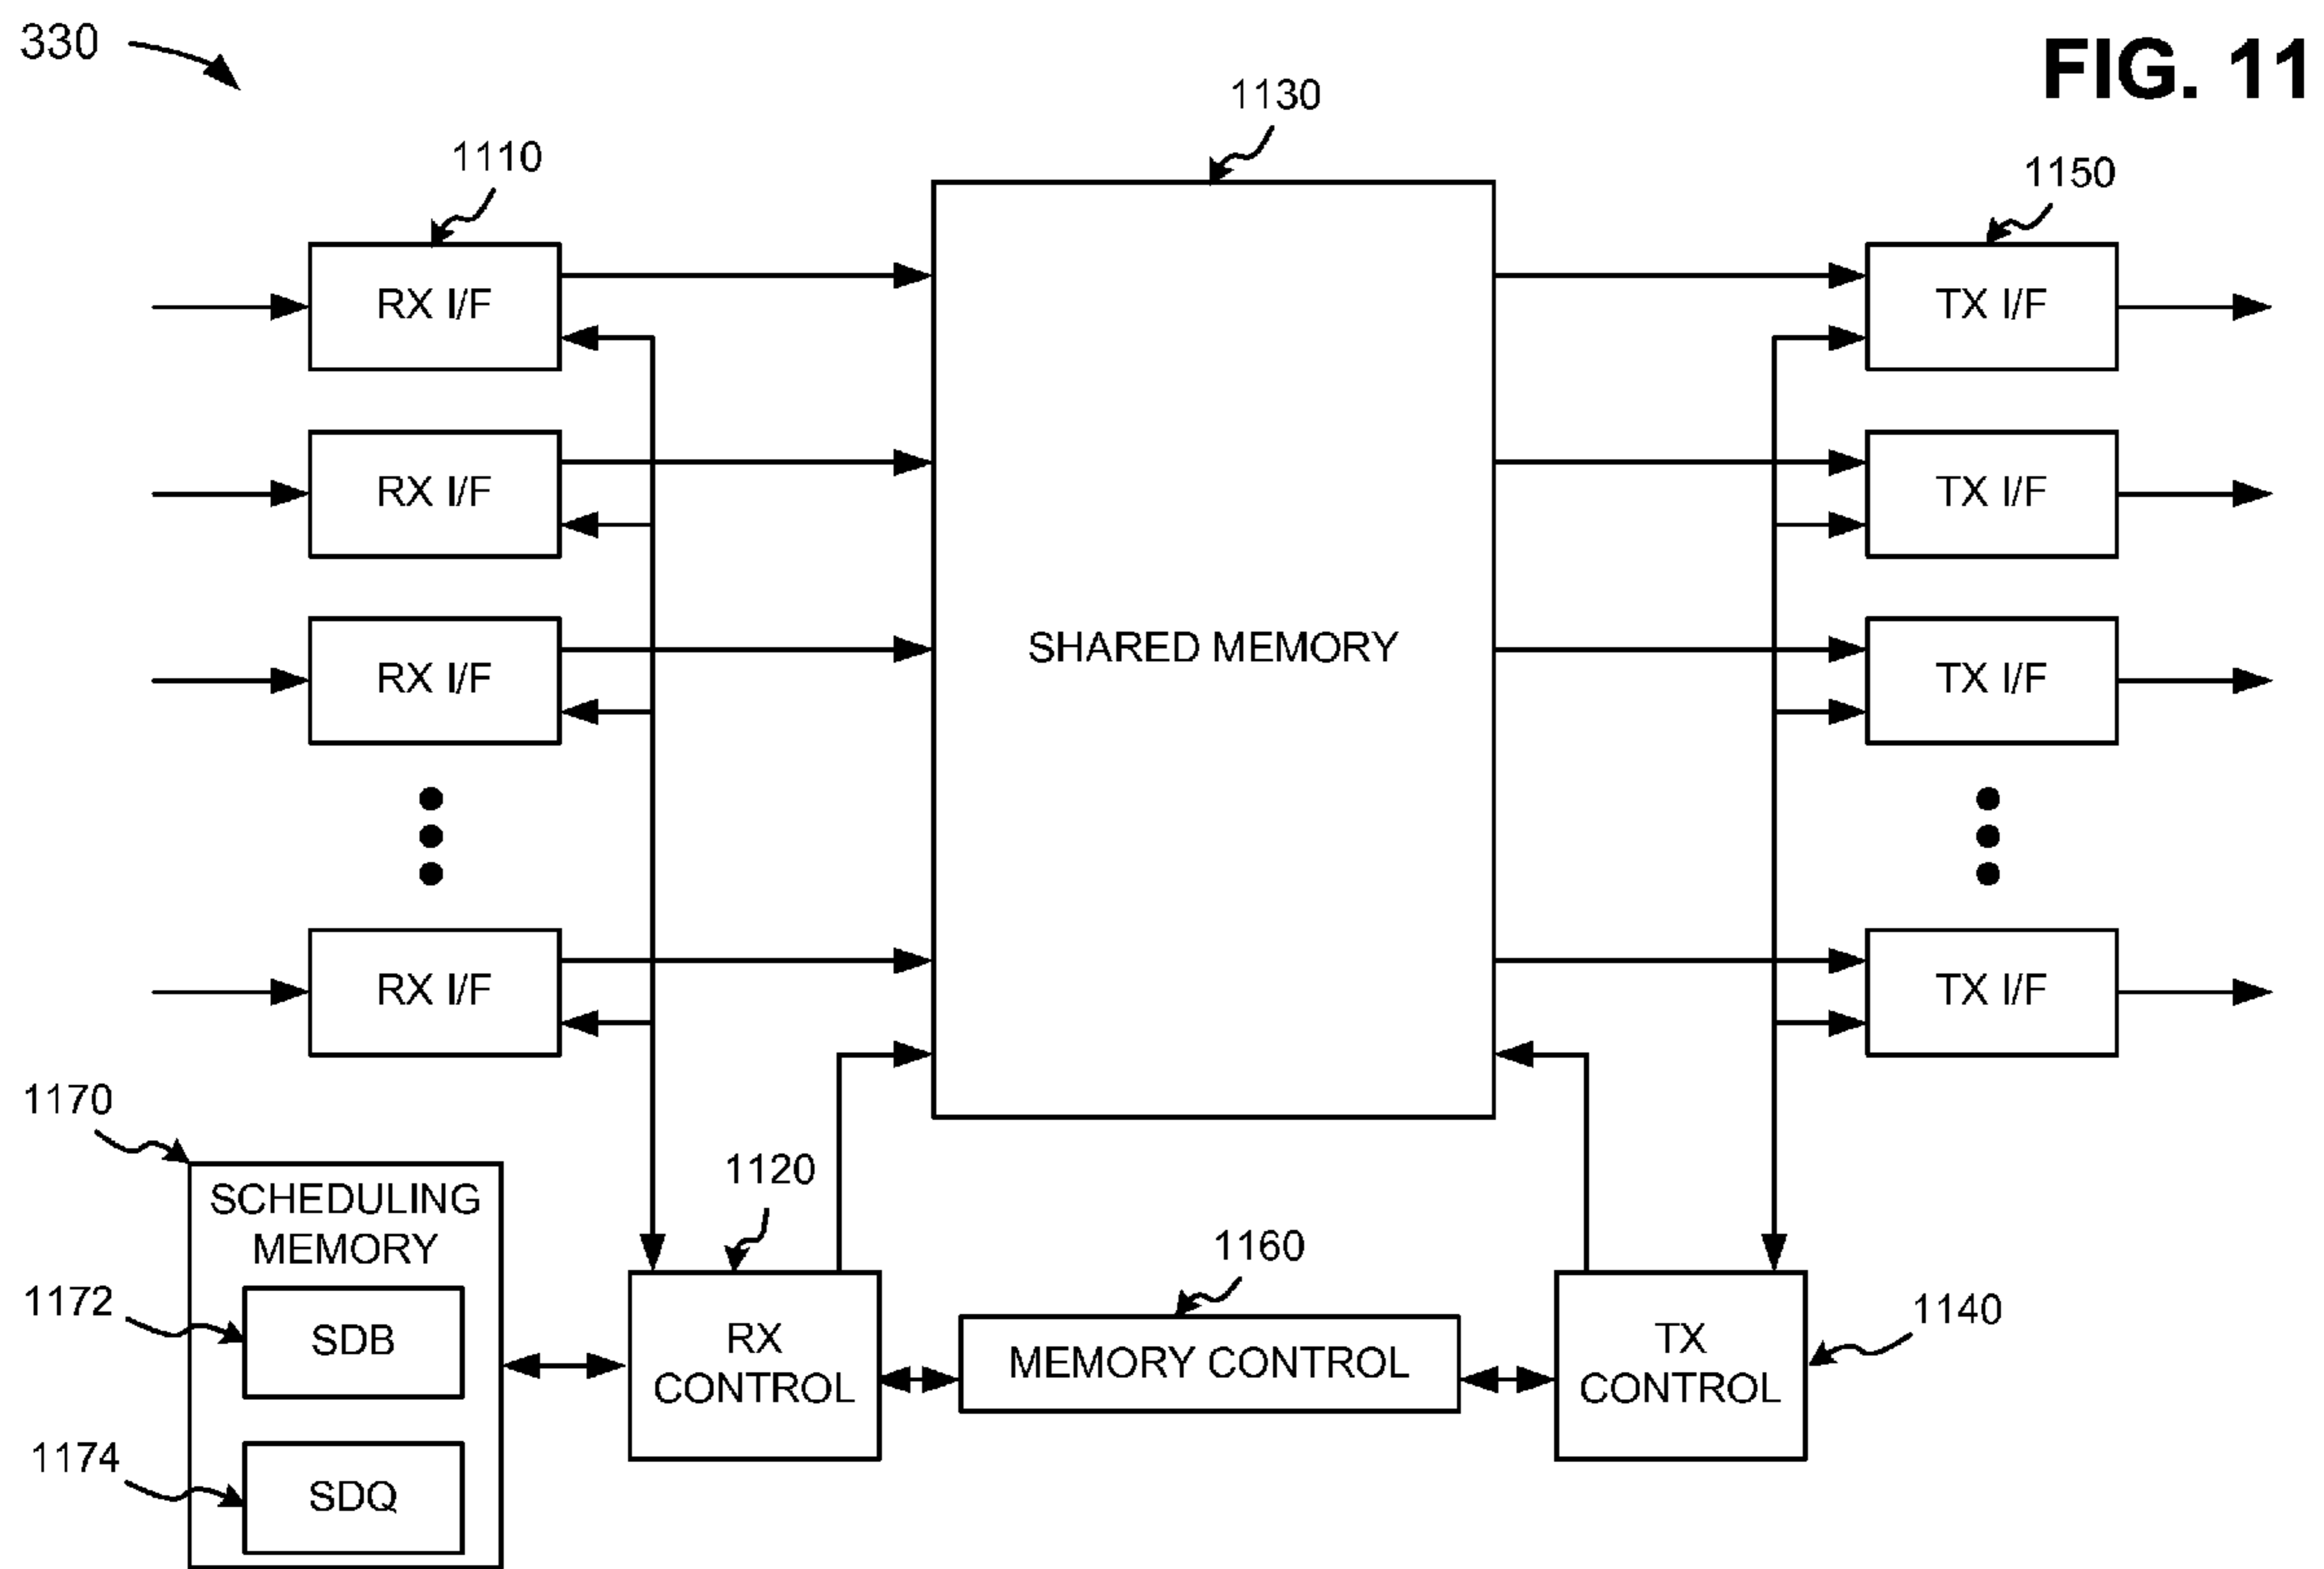 330
FIG. 11
1130
1110
1150
RX I/F
TX I/F
RX I/F
TX I/F
RX I/F
SHARED MEMORY
TX I/F
RX I/F
TX I/F
1170
SCHEDULING
MEMORY
1120
1160
1172
SDB
RX
CONTROL
MEMORY CONTROL
TX
CONTROL
1140
1174
SDQ